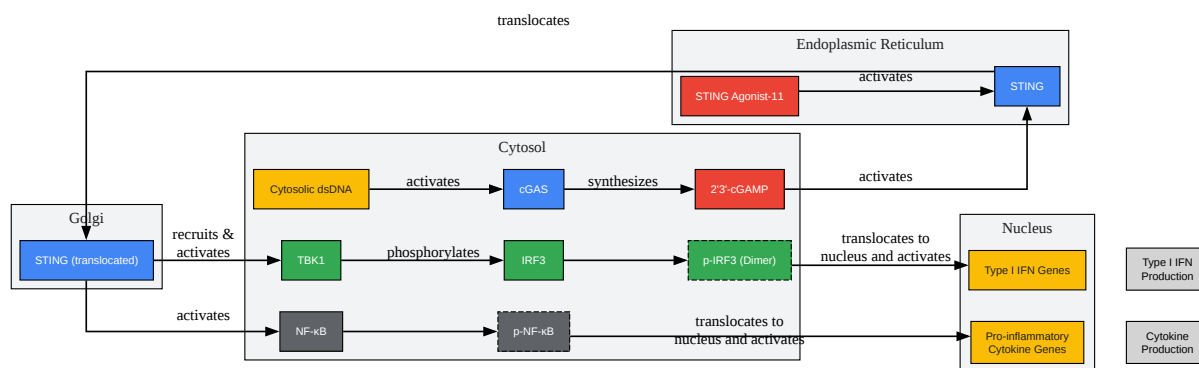 translocates
Endoplasmic Reticulum
activates
STING Agonist-11
STING
Cytosol
Cytosolic dsDNA
activates
cGAS
synthesizes
2'3'-cGAMP
activates
Golgi
STING (translocated)
recruits &
activates
TBK1
phosphorylates
IRF3
p-IRF3 (Dimer)
translocates to
nucleus and activates
Nucleus
Type I IFN Genes
Type I IFN
Production
activates
NF-κB
p-NF-κB
translocates to
nucleus and activates
Pro-inflammatory
Cytokine Genes
Cytokine
Production